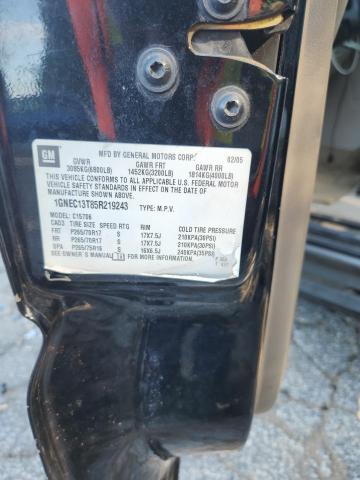 MFD BY GENERAL MOTORS CORP. 02/05
GM
GVWR GAWR FRT GAWR RR
3085KG(6800LB) 1452KG(3200LB) 1814KG(4000LB)
THIS VEHICLE CONFORMS TO ALL APPLICABLE U.S. FEDERAL MOTOR
VEHICLE SAFETY STANDARDS IN EFFECT ON THE DATE OF
MANUFACTURE SHOWN ABOVE.
1GNEC13T85R219243 TYPE: M.P.V.
MODEL: C15706
CAD3 TIRE SIZE SPEED RTG RIM COLD TIRE PRESSURE
FRT P265/70R17 S 17X7.5J 210KPA(30PSI)
RR P265/70R17 S 17X7.5J 210KPA(30PSI)
SPA P265/75R16 S 16X6.5J 240KPA(35PSI)
SEE OWNER'S MANUAL FOR MORE INFORMATION.